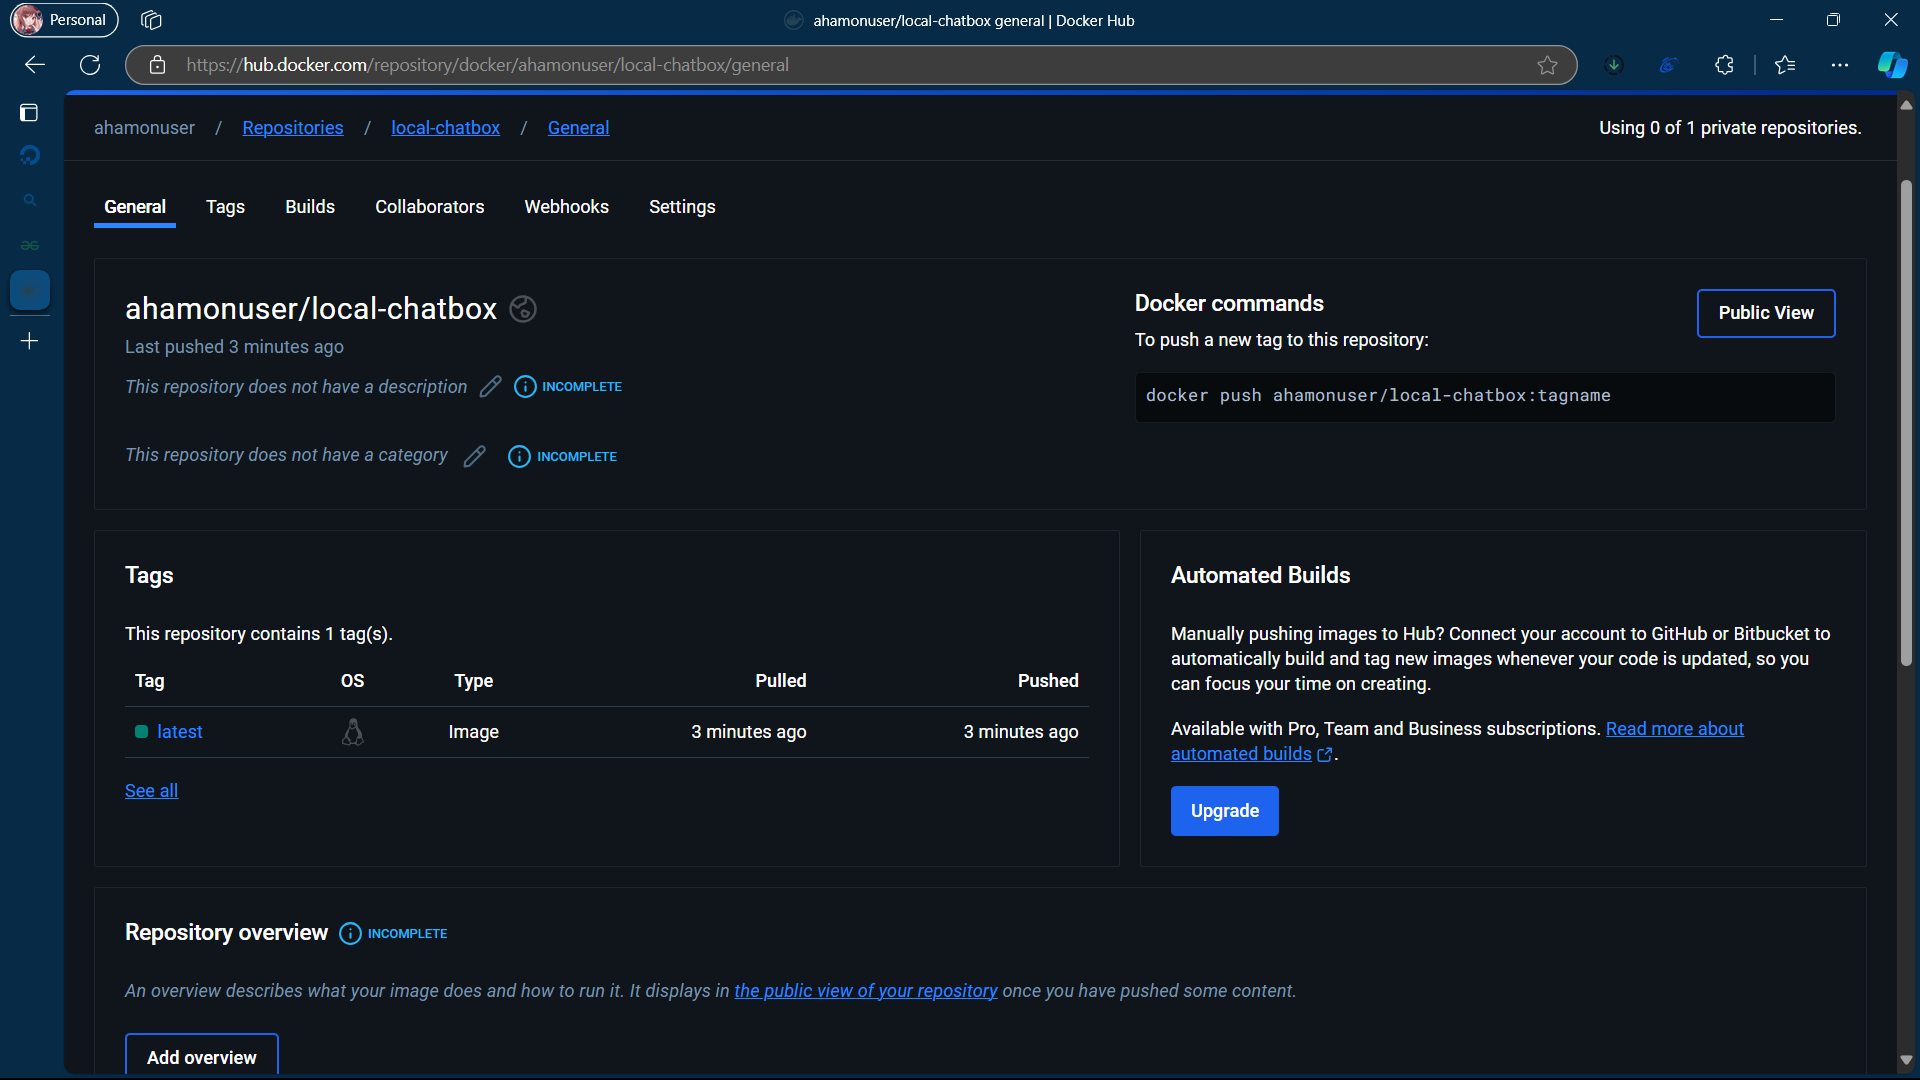 Personal
ahamonuser/local-chatbox general | Docker Hub
https://hub.docker.com/repository/docker/ahamonuser/local-chatbox/general
ahamonuser / Repositories / local-chatbox / General
Using 0 of 1 private repositories.
General Tags Builds Collaborators Webhooks Settings
ahamonuser/local-chatbox
Last pushed 3 minutes ago
This repository does not have a description INCOMPLETE
This repository does not have a category INCOMPLETE
Docker commands
Public View
To push a new tag to this repository:
docker push ahamonuser/local-chatbox:tagname
Tags
This repository contains 1 tag(s).
Tag OS Type Pulled Pushed
latest Image 3 minutes ago 3 minutes ago
See all
Automated Builds
Manually pushing images to Hub? Connect your account to GitHub or Bitbucket to
automatically build and tag new images whenever your code is updated, so you
can focus your time on creating.
Available with Pro, Team and Business subscriptions. Read more about
automated builds .
Upgrade
Repository overview INCOMPLETE
An overview describes what your image does and how to run it. It displays in the public view of your repository once you have pushed some content.
Add overview